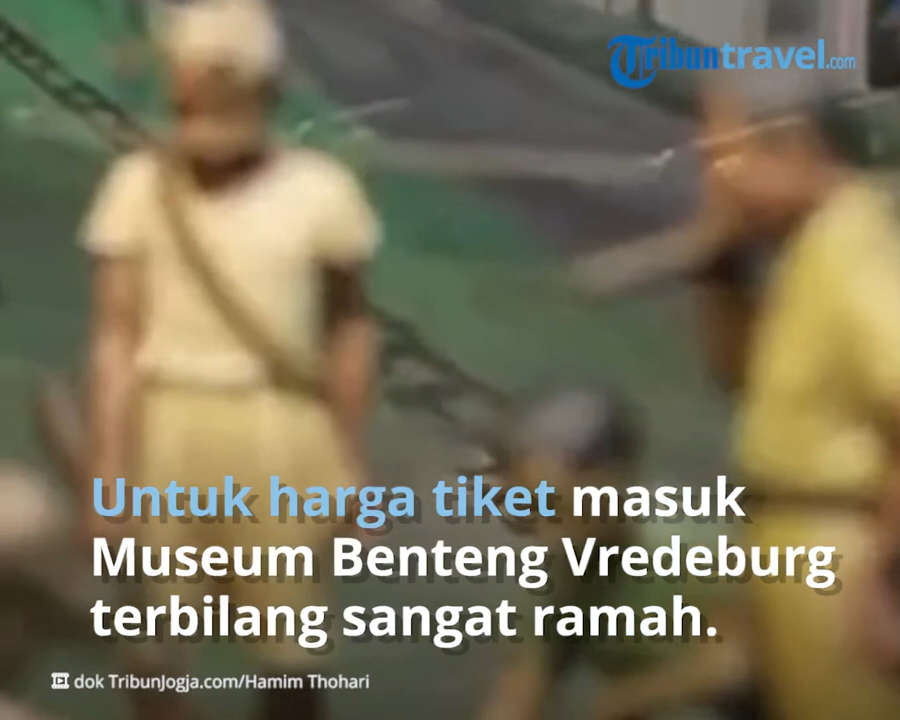 Tribuntravel.com
Untuk harga tiket masuk
Museum Benteng Vredeburg
terbilang sangat ramah.
dok TribunJogja.com/Hamim Thohari